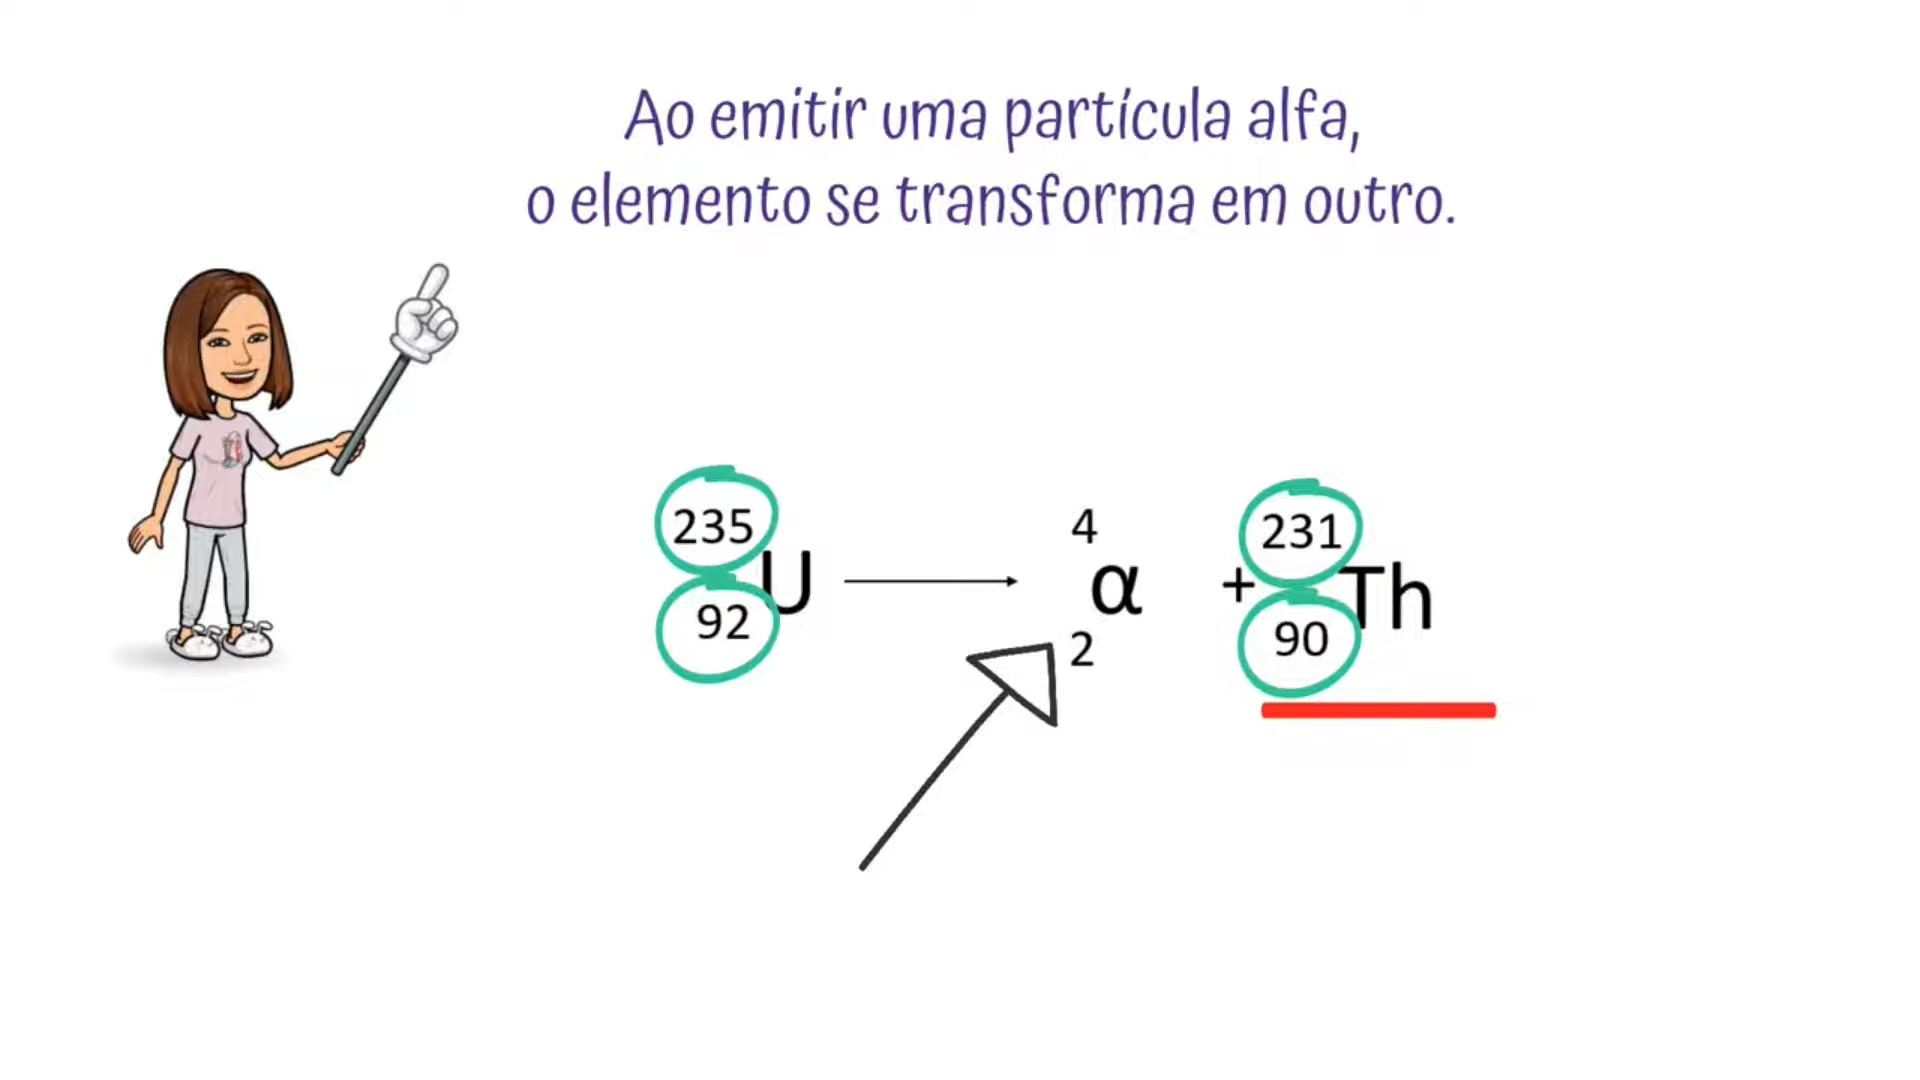 Ao emitir uma partícula alfa,
o elemento se transforma em outro.
235
92
U
4
2
α
+
231
90
Th